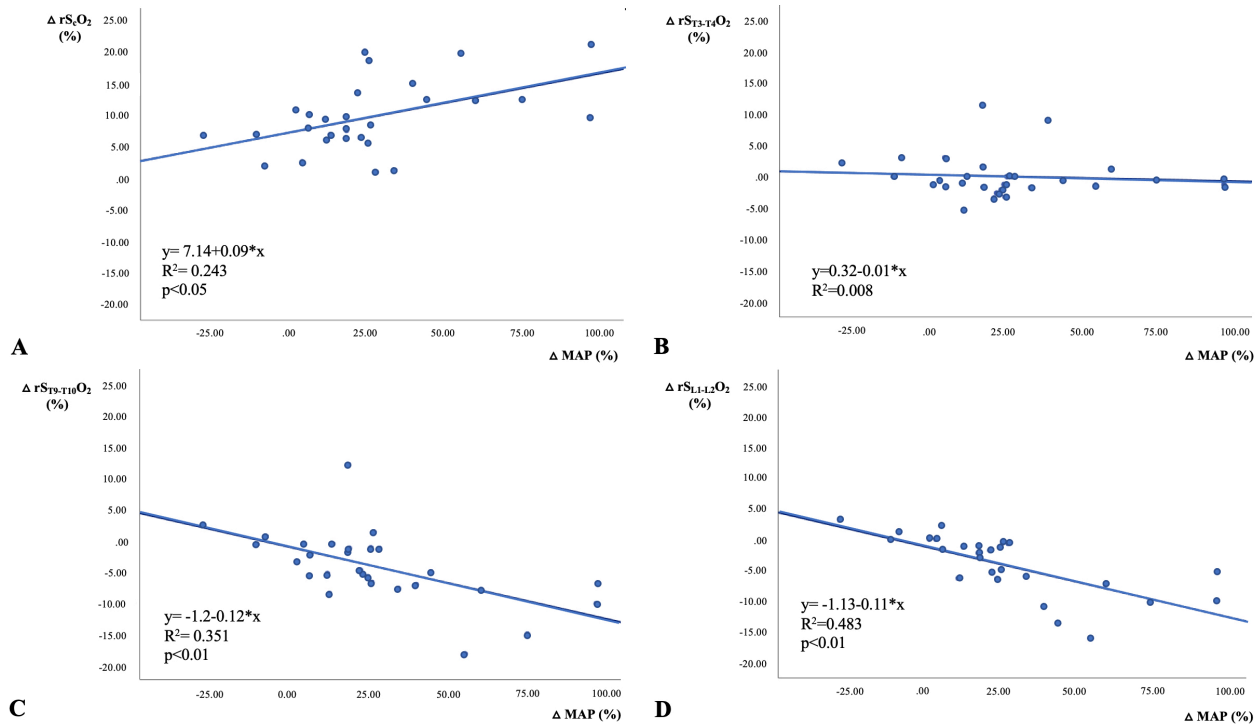 Δ rScO2
(%)
25.00
20.00
15.00
10.00
5.00
.00
-5.00
-10.00
-15.00
-20.00
y= 7.14+0.09*x
R2= 0.243
p<0.05
-25.00 .00 25.00 50.00 75.00 100.00
A
Δ MAP (%)
Δ rST3-T4O2
(%)
25.00
20.00
15.00
10.00
5.00
.00
-5.00
-10.00
-15.00
-20.00
y=0.32-0.01*x
R2=0.008
-25.00 .00 25.00 50.00 75.00 100.00
B
Δ MAP (%)
Δ rST9-T10O2
(%)
25.00
20.00
15.00
10.00
5.00
.00
-5.00
-10.00
-15.00
-20.00
y= -1.2-0.12*x
R2= 0.351
p<0.01
-25.00 0.00 25.00 50.00 75.00 100.00
C
Δ MAP (%)
Δ rSL1-L2O2
(%)
25.00
20.00
15.00
10.00
5.00
.00
-5.00
-10.00
-15.00
-20.00
y= -1.13-0.11*x
R2=0.483
p<0.01
-25.00 .00 25.00 50.00 75.00 100.00
D
Δ MAP (%)